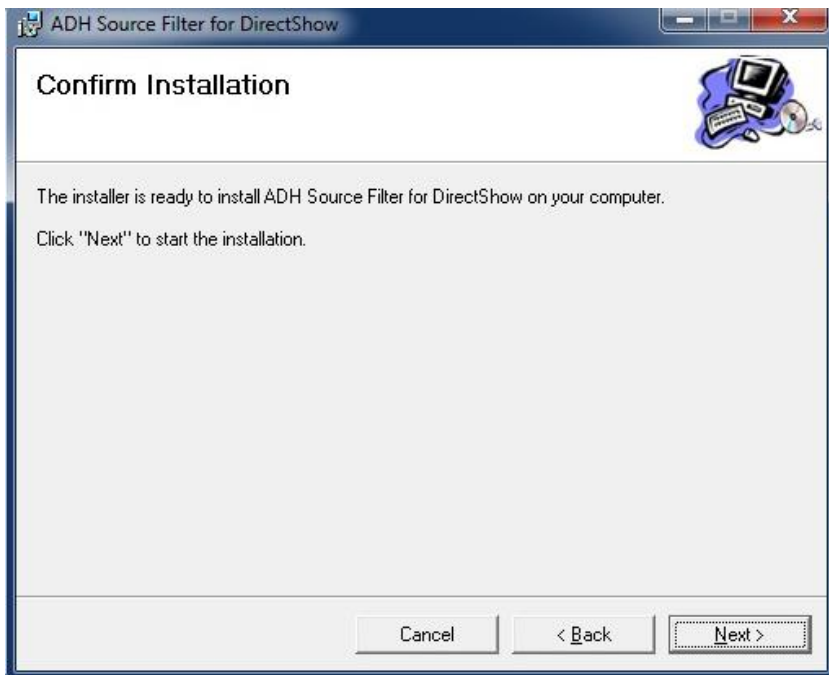 ADH Source Filter for DirectShow
Confirm Installation
The installer is ready to install ADH Source Filter for DirectShow on your computer.
Click "Next" to start the installation.
Cancel
< Back
Next >